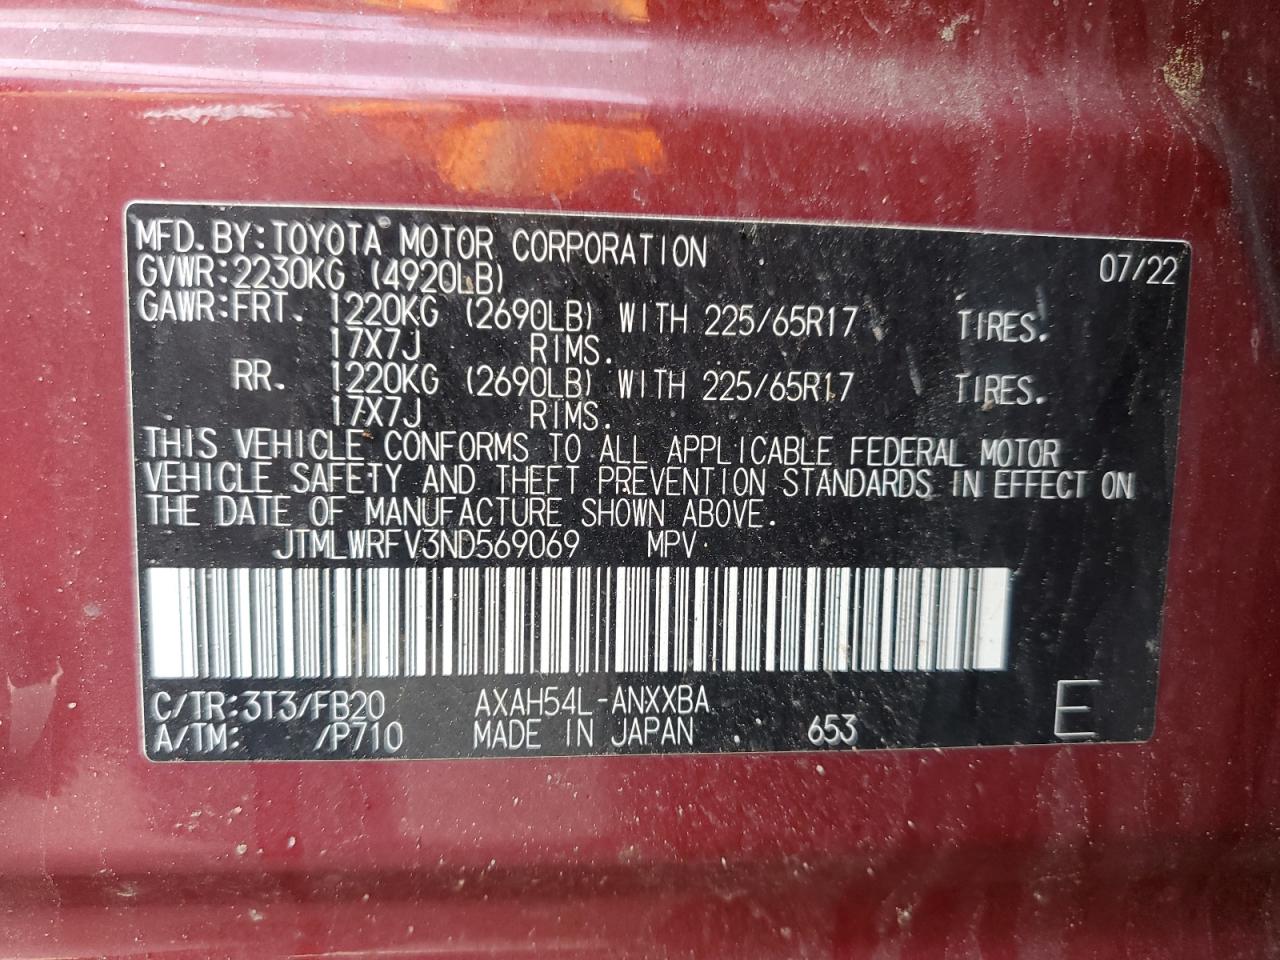 MFD. BY: TOYOTA MOTOR CORPORATION 07/22
GVWR: 2230KG (4920LB)
GAWR: FRT. 1220KG (2690LB) WITH 225/65R17 TIRES.
17X7J RIMS.
RR. 1220KG (2690LB) WITH 225/65R17 TIRES.
17X7J RIMS.
THIS VEHICLE CONFORMS TO ALL APPLICABLE FEDERAL MOTOR
VEHICLE SAFETY AND THEFT PREVENTION STANDARDS IN EFFECT ON
THE DATE OF MANUFACTURE SHOWN ABOVE.
JTMLWRFV3ND569069 MPV
C/TR: 3T3/FB20 AXAH54L-ANXXBA
A/TM: /P710 MADE IN JAPAN 653 E